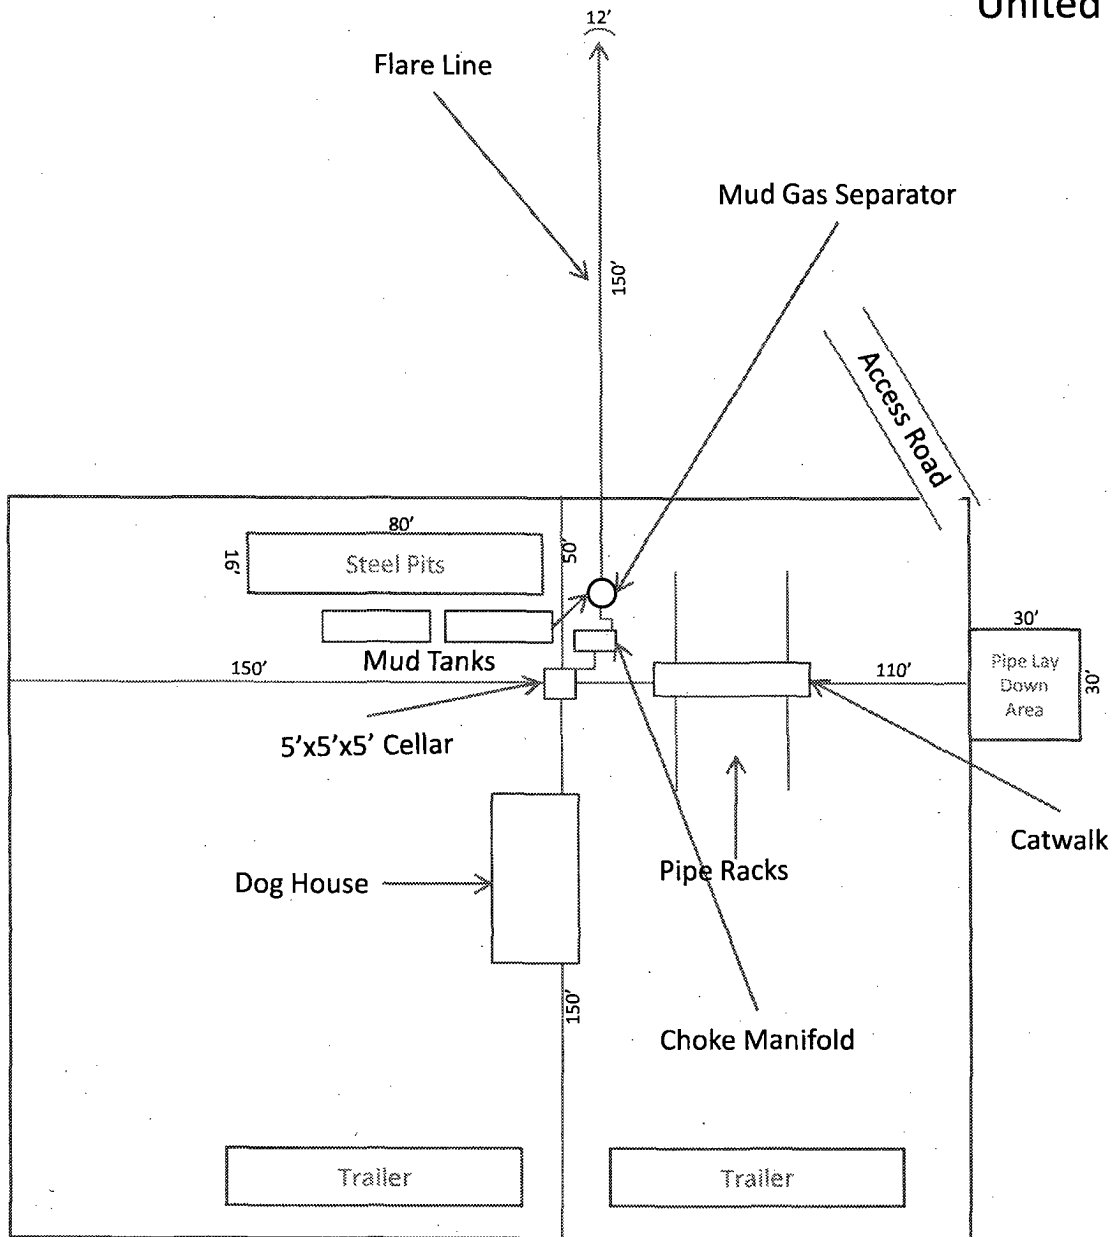 United
12'
Flare Line
Mud Gas Separator
150'
Access Road
80'
16'
Steel Pits
50'
30'
Mud Tanks
150'
110'
Pipe Lay
Down
Area
30'
5'x5'x5' Cellar
Catwalk
Dog House
Pipe Racks
150'
Choke Manifold
Trailer
Trailer